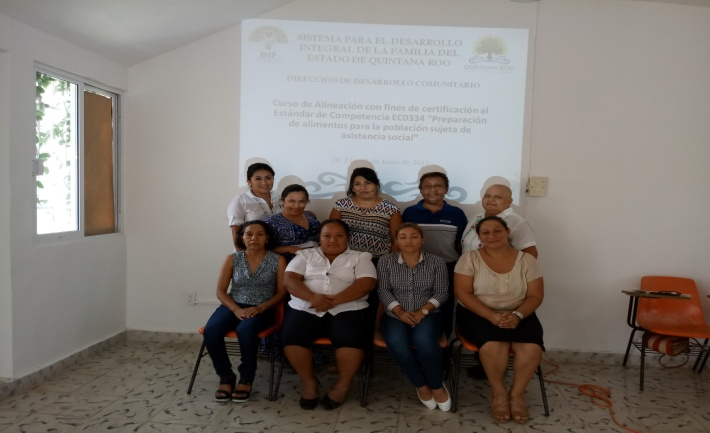 SISTEMA PARA EL DESARROLLO
INTEGRAL DE LA FAMILIA DEL
ESTADO DE QUINTANA ROO
DIF
QUINTANA ROO
DIRECCION DE DESARROLLO COMUNITARIO
Curso de Alineación con fines de certificación al
Estándar de Competencia EC0334 “Preparación
de alimentos para la población sujeta de
asistencia social”